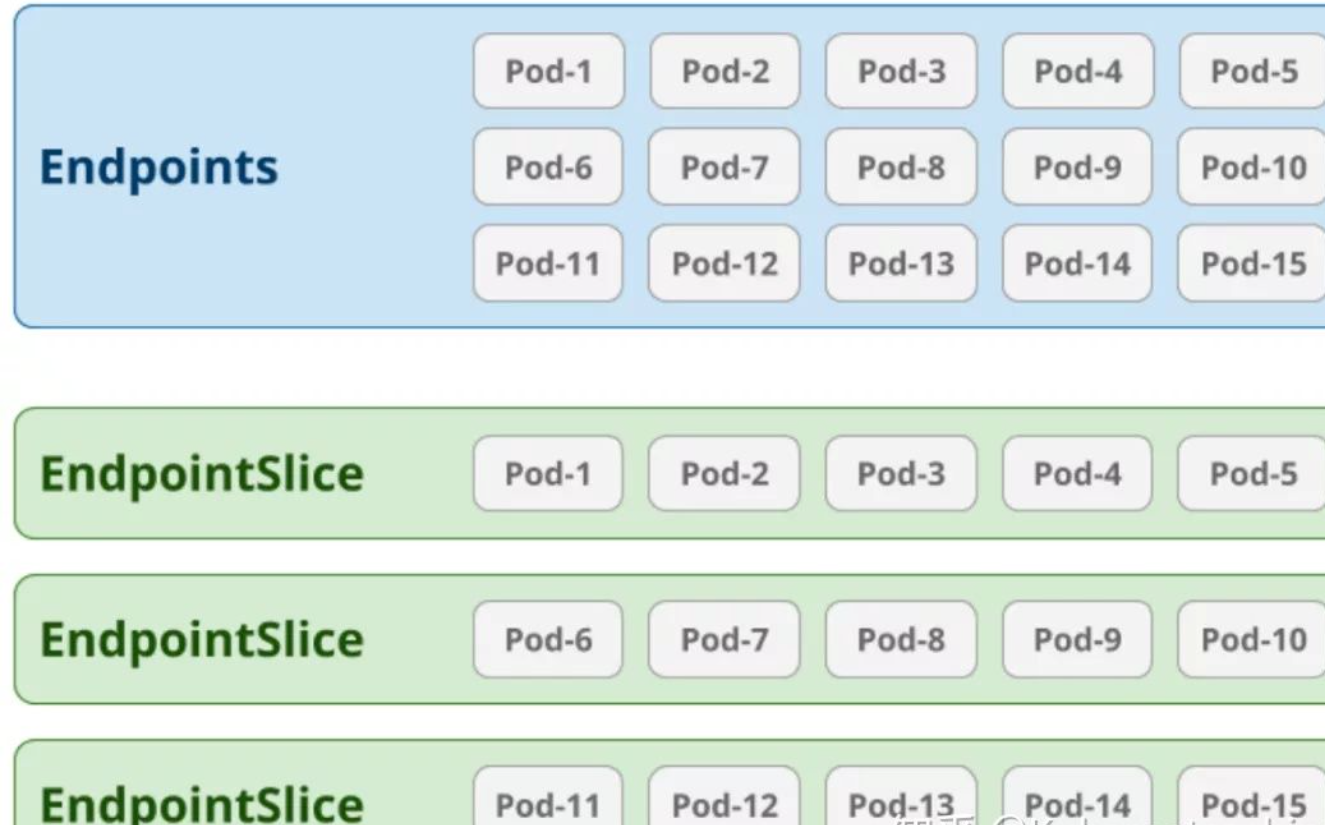 Pod-1 Pod-2 Pod-3 Pod-4 Pod-5
Endpoints
Pod-6 Pod-7 Pod-8 Pod-9 Pod-10
Pod-11 Pod-12 Pod-13 Pod-14 Pod-15
EndpointSlice Pod-1 Pod-2 Pod-3 Pod-4 Pod-5
EndpointSlice Pod-6 Pod-7 Pod-8 Pod-9 Pod-10
EndpointSlice Pod-11 Pod-12 Pod-13 Pod-14 Pod-15